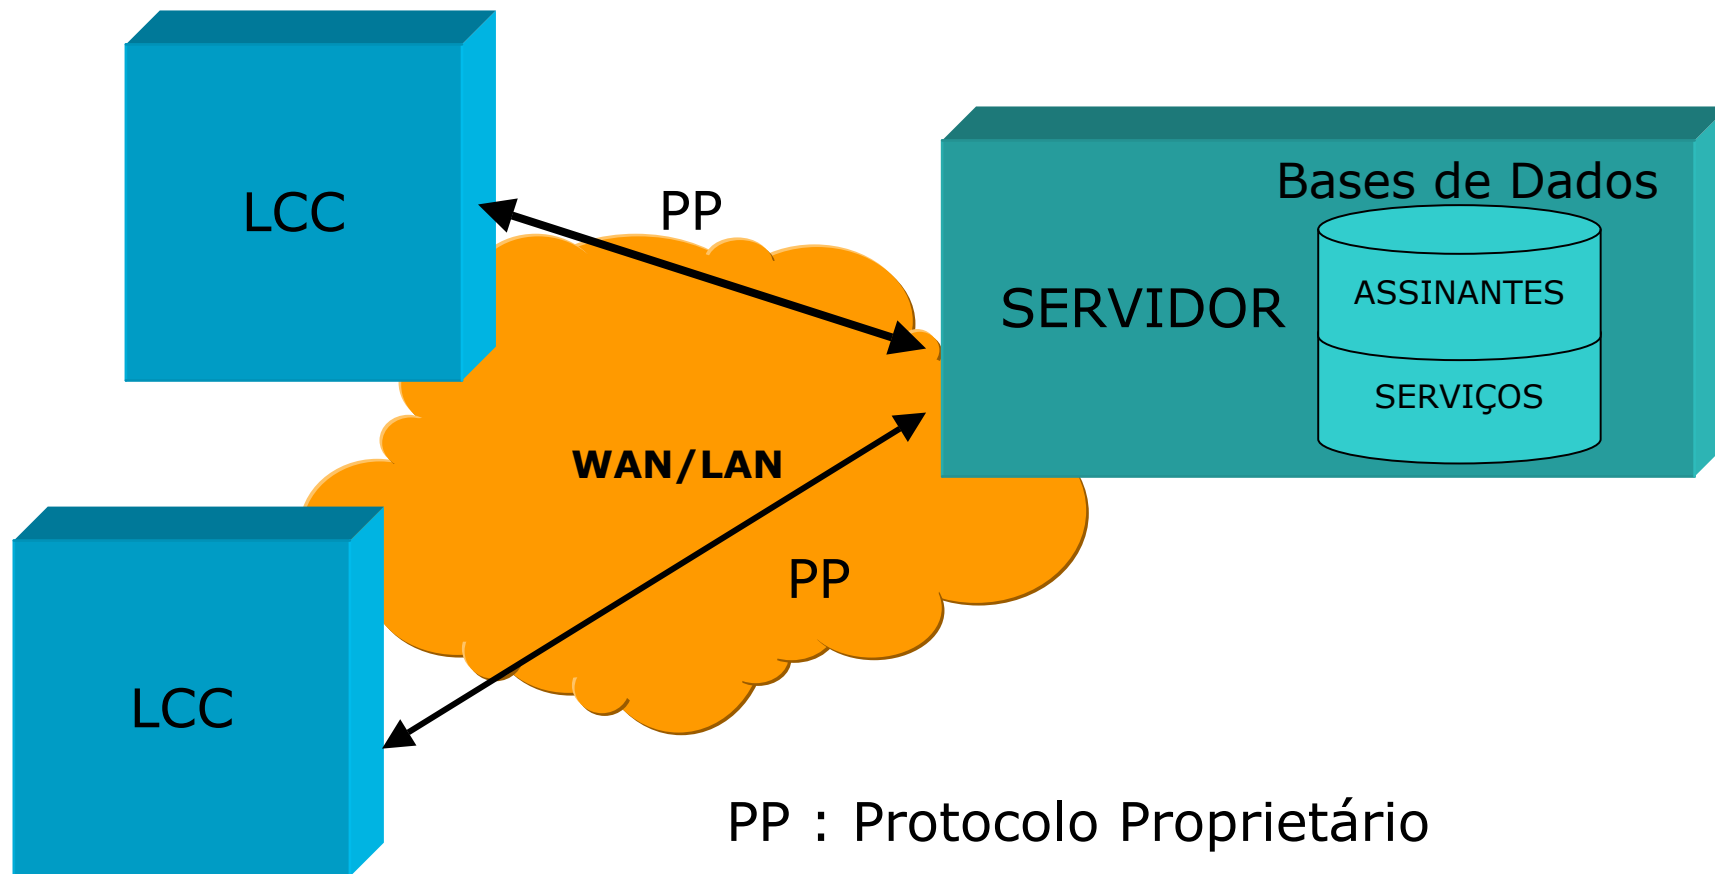 LCC
PP
Bases de Dados
SERVIDOR
ASSINANTES
SERVIÇOS
WAN/LAN
PP
LCC
PP : Protocolo Proprietário